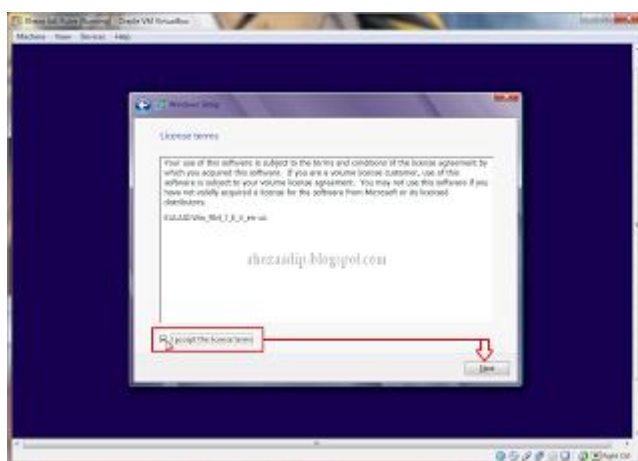 Oracle VM VirtualBox
Machine View Devices Help
Windows Setup
License terms
Your use of this software is subject to the terms and conditions of the license agreement by
which you acquired this software. If you are a volume license customer, use of this
software is subject to your volume license agreement. You may not use this software if you
have not validly acquired a license for the software from Microsoft or its licensed
distributors.
I accept the license terms
Next
Right Ctrl